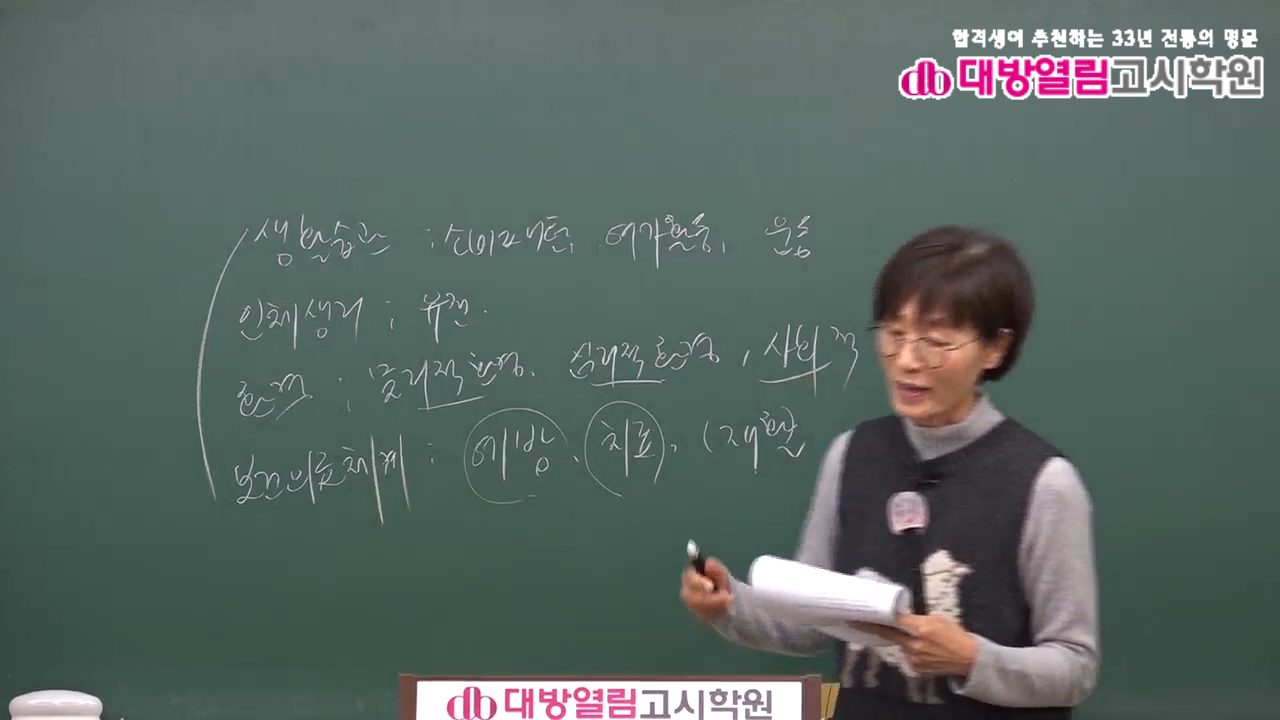 합격생이 추천하는 33년 전통의 명문
대방열림고시학원
생활습관 : 소비패턴, 여가활동, 운동
인체생리 : 유전.
환경 : 물리적 환경, 심리적 환경, 사회적
보건의료체계 : 예방, 치료, (재활
대방열림고시학원